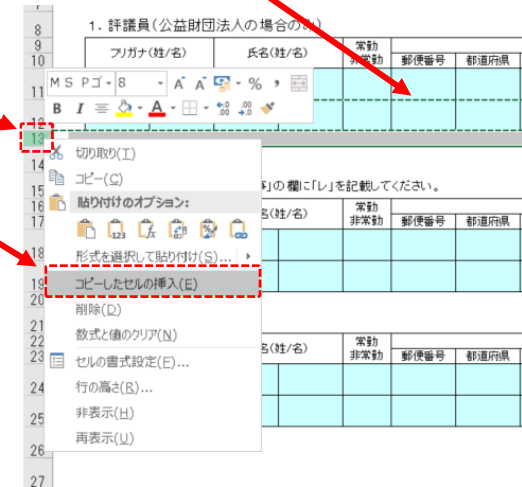 8 1. 評議員(公益財団法人の場合のみ)
9 フリガナ(姓/名) 氏名(姓/名) 常勤
10 非常勤 郵便番号 都道府県
MS Pゴ 8 A A % ,
11
B I A .0 .00 .00 .0
12
13
切り取り(T)
14
コピー(C)
15 」の欄に「レ」を記載してください。
16 貼り付けのオプション: 常勤
17 (姓/名) 非常勤 郵便番号 都道府県
123 fx %
18 形式を選択して貼り付け(S)...
19 コピーしたセルの挿入(E)
20
削除(D)
21
22 数式と値のクリア(N) 常勤
23 (姓/名) 非常勤 郵便番号 都道府県
セルの書式設定(F)...
24 行の高さ(R)...
25 非表示(H)
26 再表示(U)
27